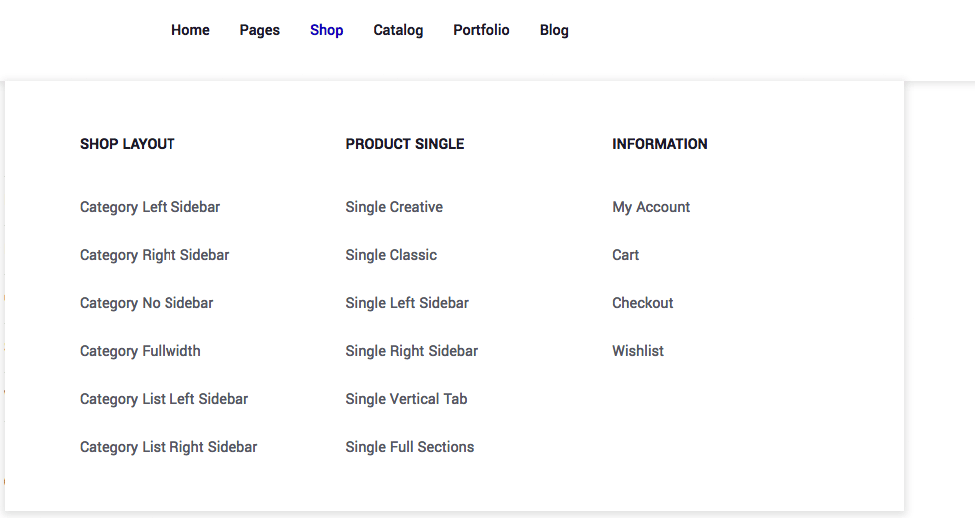 Home Pages Shop Catalog Portfolio Blog
SHOP LAYOUT
Category Left Sidebar
Category Right Sidebar
Category No Sidebar
Category Fullwidth
Category List Left Sidebar
Category List Right Sidebar
PRODUCT SINGLE
Single Creative
Single Classic
Single Left Sidebar
Single Right Sidebar
Single Vertical Tab
Single Full Sections
INFORMATION
My Account
Cart
Checkout
Wishlist